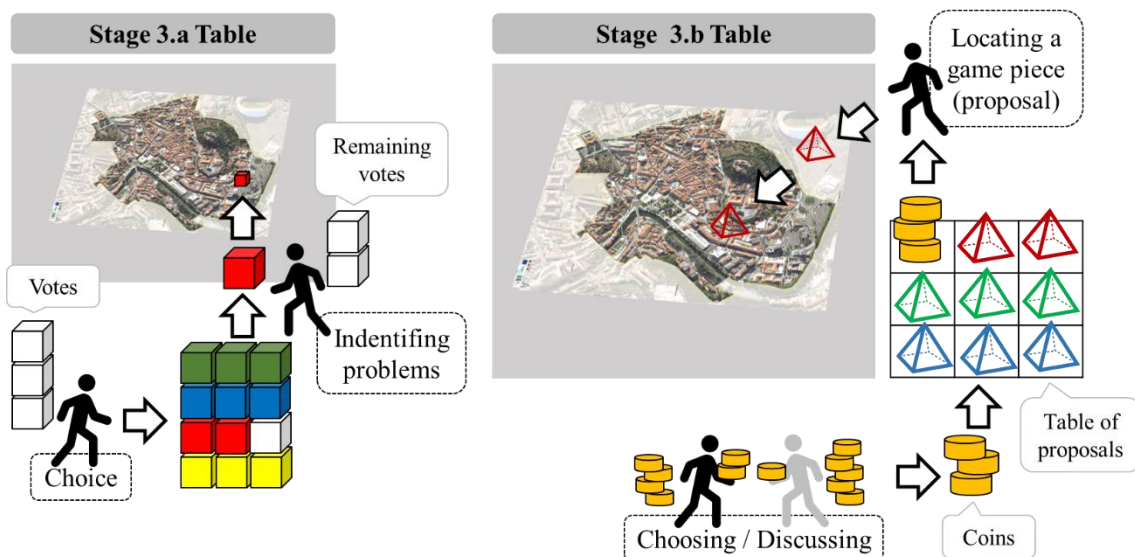 Stage 3.a Table
Remaining
votes
Votes
Indentifing
problems
Choice
Stage 3.b Table
Locating a
game piece
(proposal)
Table of
proposals
Choosing / Discussing
Coins